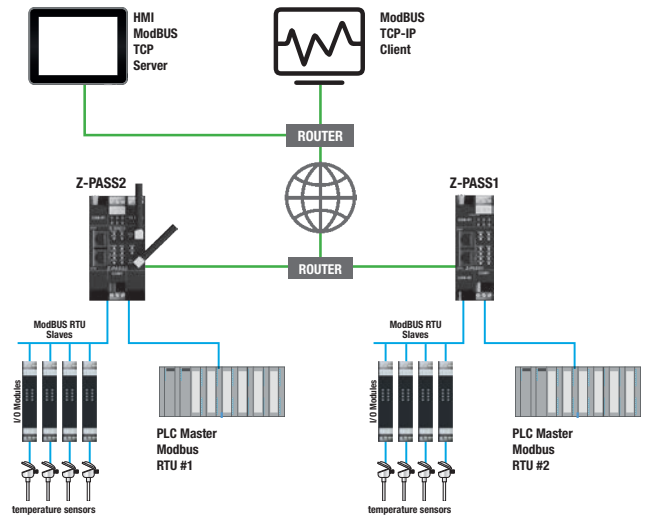 HMI
ModBUS
TCP
Server
ModBUS
TCP-IP
Client
ROUTER
Z-PASS2
Z-PASS1
ROUTER
ModBUS RTU
Slaves
I/O Modules
PLC Master
Modbus
RTU #1
temperature sensors
ModBUS RTU
Slaves
I/O Modules
PLC Master
Modbus
RTU #2
temperature sensors